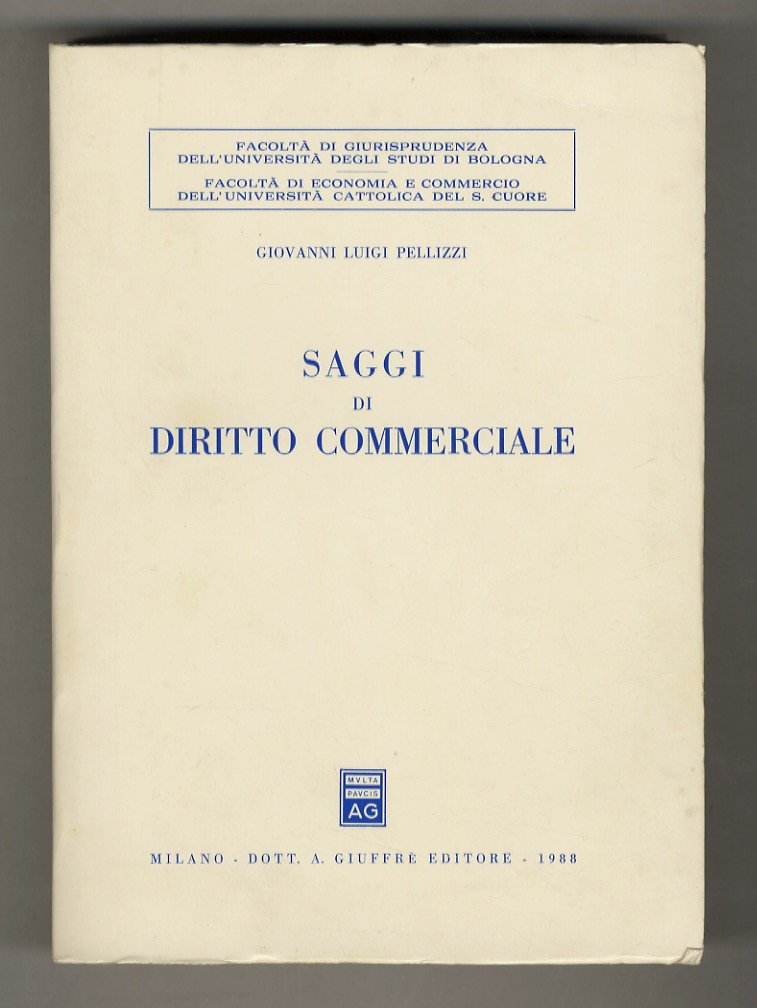 FACOLTÀ DI GIURISPRUDENZA
DELL'UNIVERSITÀ DEGLI STUDI DI BOLOGNA
FACOLTÀ DI ECONOMIA E COMMERCIO
DELL'UNIVERSITÀ CATTOLICA DEL S. CUORE
GIOVANNI LUIGI PELLIZZI
SAGGI
DI
DIRITTO COMMERCIALE
MVLTA
PAVCIS
AG
MILANO - DOTT. A. GIUFFRÈ EDITORE - 1988